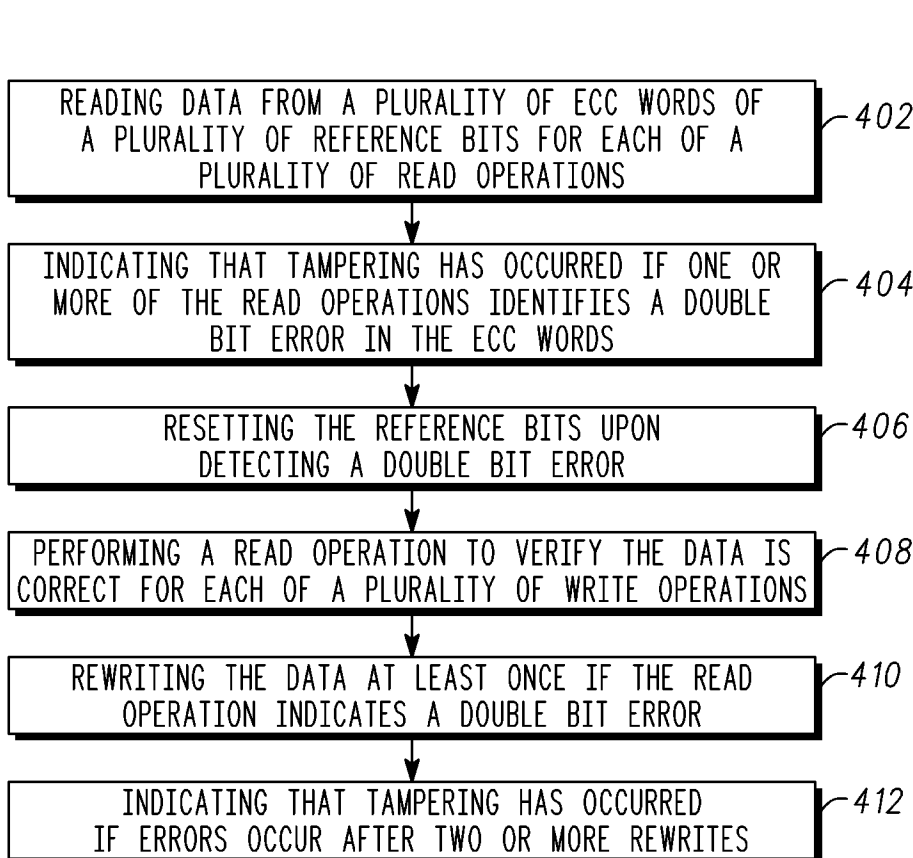 READING DATA FROM A PLURALITY OF ECC WORDS OF
A PLURALITY OF REFERENCE BITS FOR EACH OF A
PLURALITY OF READ OPERATIONS
402
INDICATING THAT TAMPERING HAS OCCURRED IF ONE OR
MORE OF THE READ OPERATIONS IDENTIFIES A DOUBLE
BIT ERROR IN THE ECC WORDS
404
RESETTING THE REFERENCE BITS UPON
DETECTING A DOUBLE BIT ERROR
406
PERFORMING A READ OPERATION TO VERIFY THE DATA IS
CORRECT FOR EACH OF A PLURALITY OF WRITE OPERATIONS
408
REWRITING THE DATA AT LEAST ONCE IF THE READ
OPERATION INDICATES A DOUBLE BIT ERROR
410
INDICATING THAT TAMPERING HAS OCCURRED
IF ERRORS OCCUR AFTER TWO OR MORE REWRITES
412